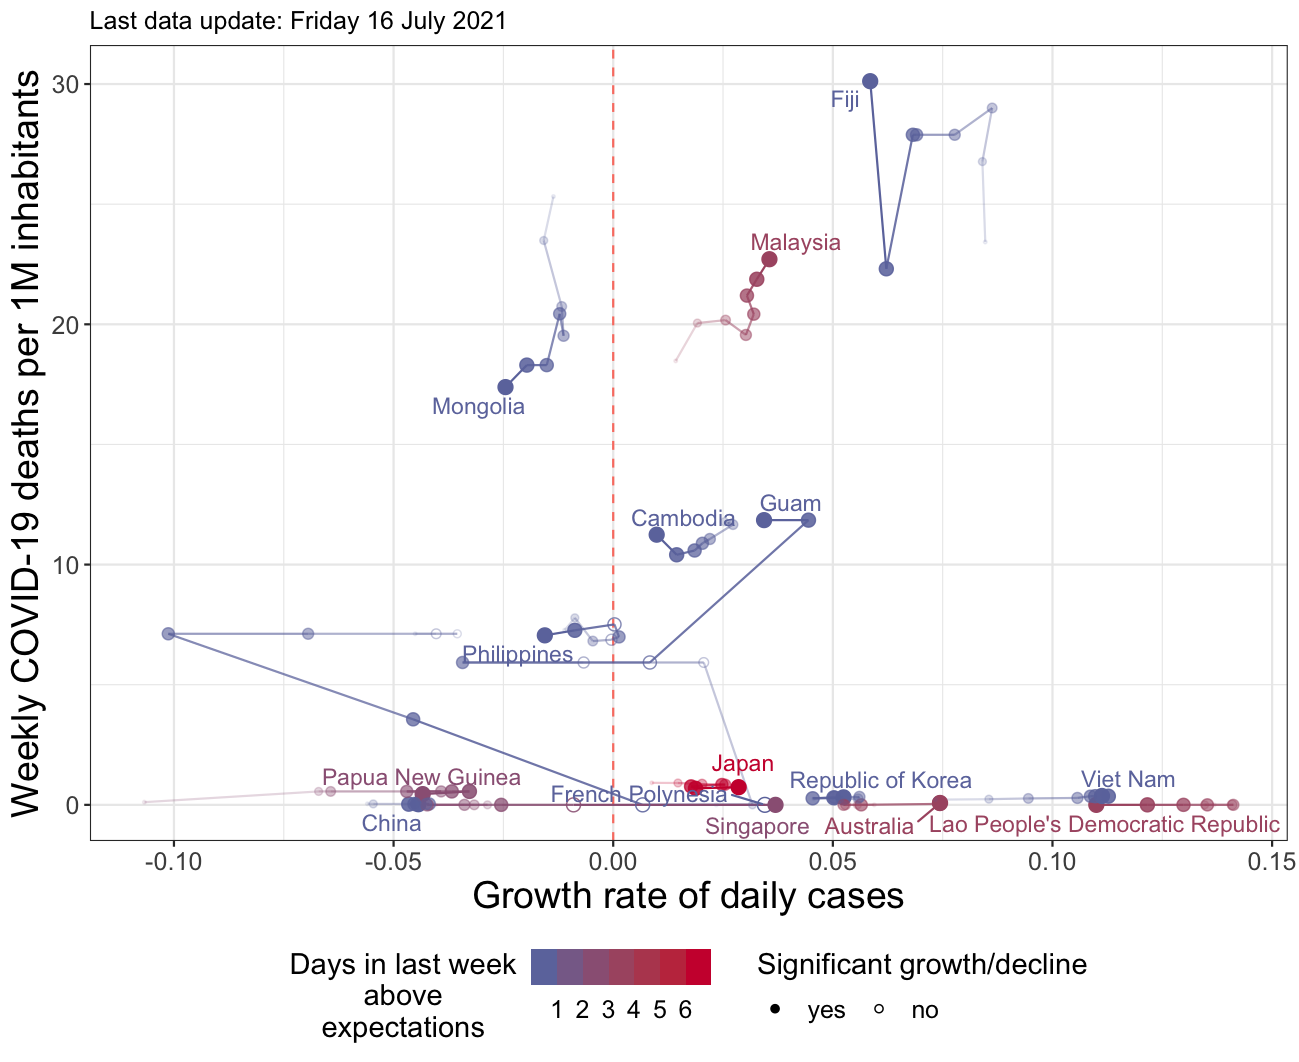 Last data update: Friday 16 July 2021
Weekly COVID-19 deaths per 1M inhabitants
30
20
10
0
Fiji
Malaysia
Mongolia
Guam
Cambodia
Philippines
Japan
Papua New Guinea
Republic of Korea
Viet Nam
French Polynesia
China
Singapore
Australia
Lao People's Democratic Republic
-0.10
-0.05
0.00
0.05
0.10
0.15
Growth rate of daily cases
Days in last week
above
expectations
1 2 3 4 5 6
Significant growth/decline
yes
no